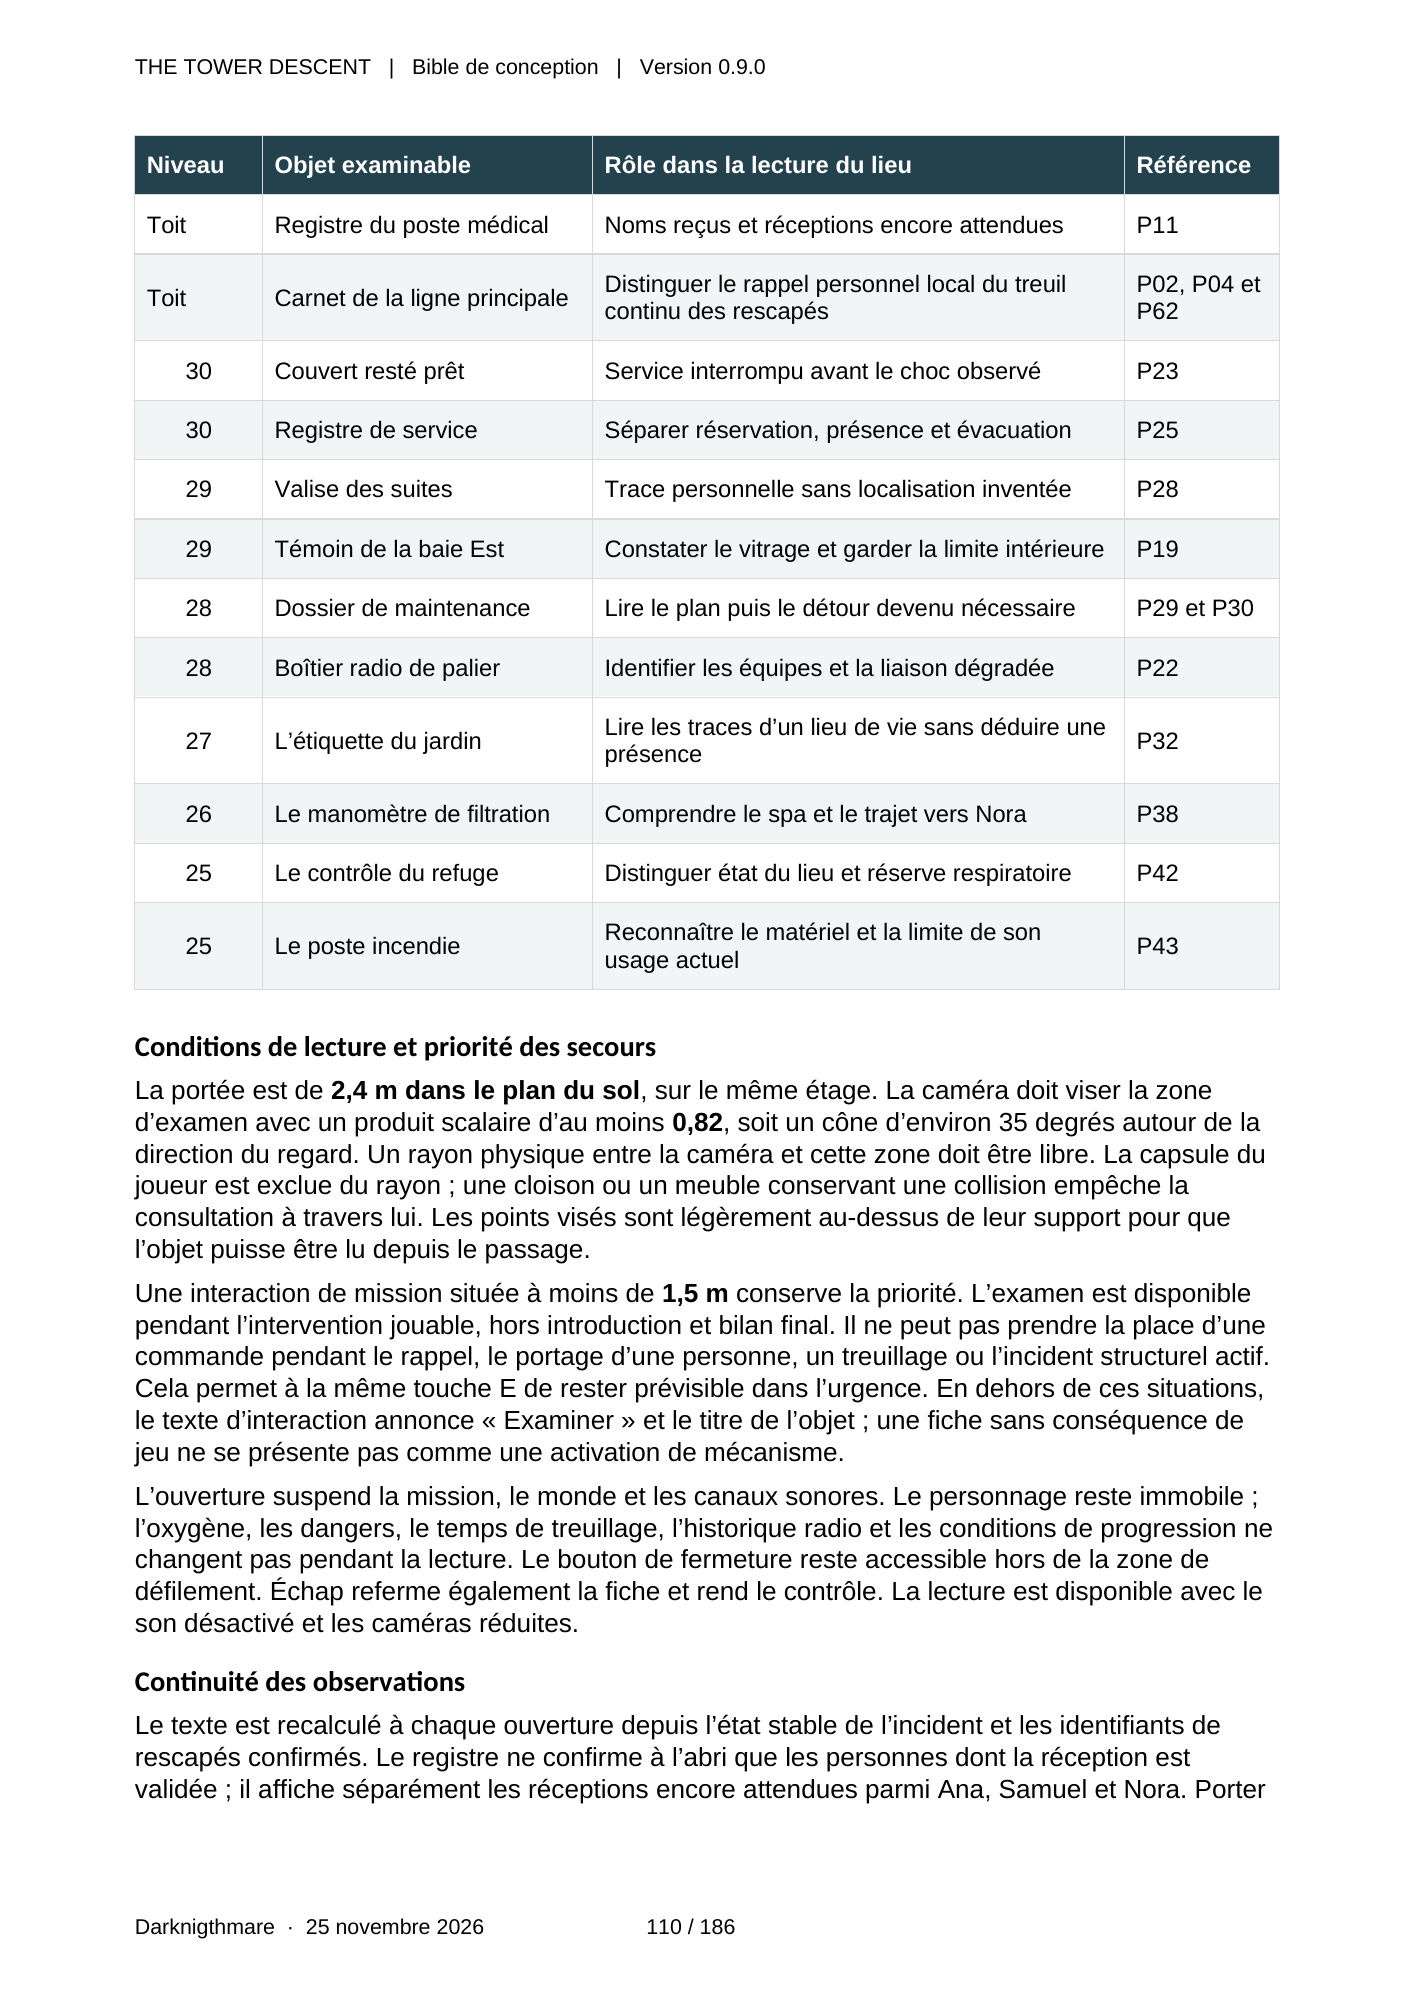 THE TOWER DESCENT | Bible de conception | Version 0.9.0
Niveau Objet examinable Rôle dans la lecture du lieu Référence
Toit Registre du poste médical Noms reçus et réceptions encore attendues P11
Toit Carnet de la ligne principale Distinguer le rappel personnel local du treuil continu des rescapés P02, P04 et P62
30 Couvert resté prêt Service interrompu avant le choc observé P23
30 Registre de service Séparer réservation, présence et évacuation P25
29 Valise des suites Trace personnelle sans localisation inventée P28
29 Témoin de la baie Est Constater le vitrage et garder la limite intérieure P19
28 Dossier de maintenance Lire le plan puis le détour devenu nécessaire P29 et P30
28 Boîtier radio de palier Identifier les équipes et la liaison dégradée P22
27 L’étiquette du jardin Lire les traces d’un lieu de vie sans déduire une présence P32
26 Le manomètre de filtration Comprendre le spa et le trajet vers Nora P38
25 Le contrôle du refuge Distinguer état du lieu et réserve respiratoire P42
25 Le poste incendie Reconnaître le matériel et la limite de son usage actuel P43
Conditions de lecture et priorité des secours
La portée est de 2,4 m dans le plan du sol, sur le même étage. La caméra doit viser la zone
d’examen avec un produit scalaire d’au moins 0,82, soit un cône d’environ 35 degrés autour de la
direction du regard. Un rayon physique entre la caméra et cette zone doit être libre. La capsule du
joueur est exclue du rayon ; une cloison ou un meuble conservant une collision empêche la
consultation à travers lui. Les points visés sont légèrement au-dessus de leur support pour que
l’objet puisse être lu depuis le passage.
Une interaction de mission située à moins de 1,5 m conserve la priorité. L’examen est disponible
pendant l’intervention jouable, hors introduction et bilan final. Il ne peut pas prendre la place d’une
commande pendant le rappel, le portage d’une personne, un treuillage ou l’incident structurel actif.
Cela permet à la même touche E de rester prévisible dans l’urgence. En dehors de ces situations,
le texte d’interaction annonce « Examiner » et le titre de l’objet ; une fiche sans conséquence de
jeu ne se présente pas comme une activation de mécanisme.
L’ouverture suspend la mission, le monde et les canaux sonores. Le personnage reste immobile ;
l’oxygène, les dangers, le temps de treuillage, l’historique radio et les conditions de progression ne
changent pas pendant la lecture. Le bouton de fermeture reste accessible hors de la zone de
défilement. Échap referme également la fiche et rend le contrôle. La lecture est disponible avec le
son désactivé et les caméras réduites.
Continuité des observations
Le texte est recalculé à chaque ouverture depuis l’état stable de l’incident et les identifiants de
rescapés confirmés. Le registre ne confirme à l’abri que les personnes dont la réception est
validée ; il affiche séparément les réceptions encore attendues parmi Ana, Samuel et Nora. Porter
Darknigthmare · 25 novembre 2026 110 / 186